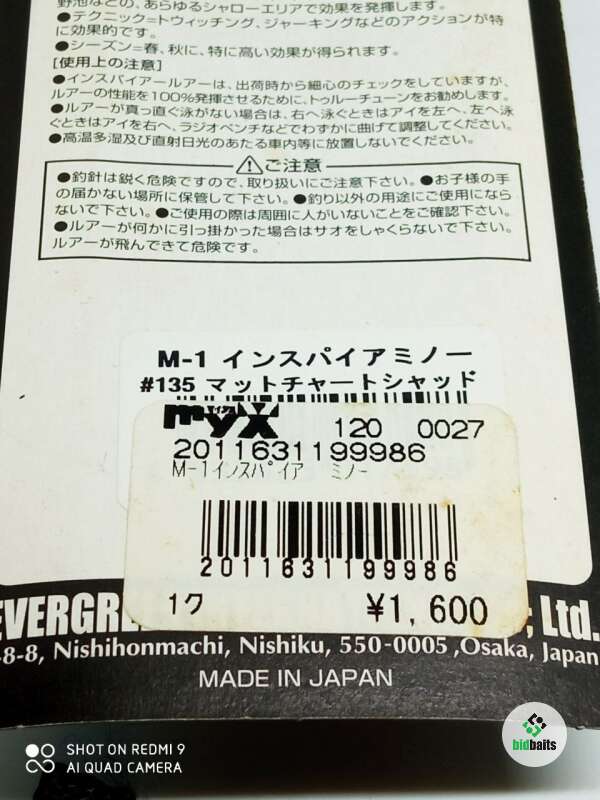 野池などの、あらゆるシャローエリアで効果を発揮します。
●テクニック=トウィッチング、ジャーキングなどのアクションが特
に効果的です。
●シーズン=春、秋に、特に高い効果が得られます。
[使用上の注意]
●インスパイアールアーは、出荷時から細心のチェックをしていますが、
ルアーの性能を100%発揮させるために、トゥルーチューンをお勧めします。
●ルアーが真っ直ぐ泳がない場合は、右へ泳ぐときはアイを左へ、左へ泳
ぐときはアイを右へ、ラジオペンチなどでわずかに曲げて調整してください。
●高温多湿及び直射日光のあたる車内等に放置しないでください。
ご注意
●釣針は鋭く危険ですので、取り扱いにご注意下さい。●お子様の手
の届かない場所に保管して下さい。●釣り以外の用途にご使用になら
ないで下さい。●ご使用の際は周囲に人がいないことをご確認下さい。
●ルアーが何かに引っ掛かった場合はサオをしゃくらないで下さい。
ルアーが飛んできて危険です。
M-1 インスパイアミノー
#135 マットチャートシャッド
myX 120 0027
2011631199986
M-1インスパイア ミノー
2011631199986
1ク ¥1,600
EVERGRE Ltd.
-8-8, Nishihonmachi, Nishiku, 550-0005 ,Osaka, Japan
MADE IN JAPAN
SHOT ON REDMI 9
AI QUAD CAMERA
bidbaits